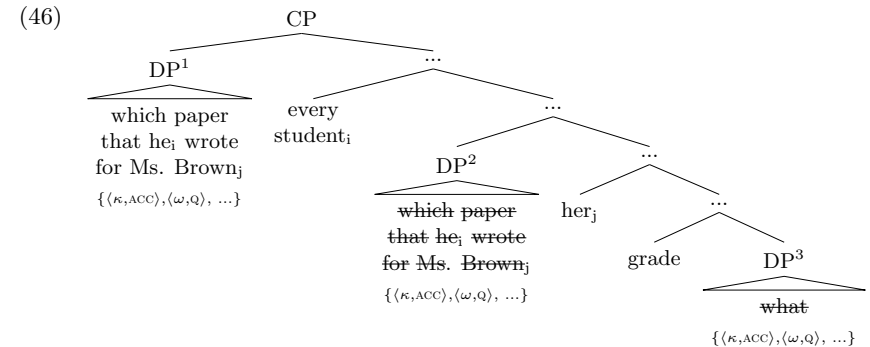 (46)
CP
...
DP¹
which paper
that heᵢ wrote
for Ms. Brownⱼ
{⟨κ,ACC⟩,⟨ω,Q⟩, ...}
every
studentᵢ
...
DP²
which paper
that heᵢ wrote
for Ms. Brownⱼ
{⟨κ,ACC⟩,⟨ω,Q⟩, ...}
...
herⱼ
...
grade
DP³
what
{⟨κ,ACC⟩,⟨ω,Q⟩, ...}